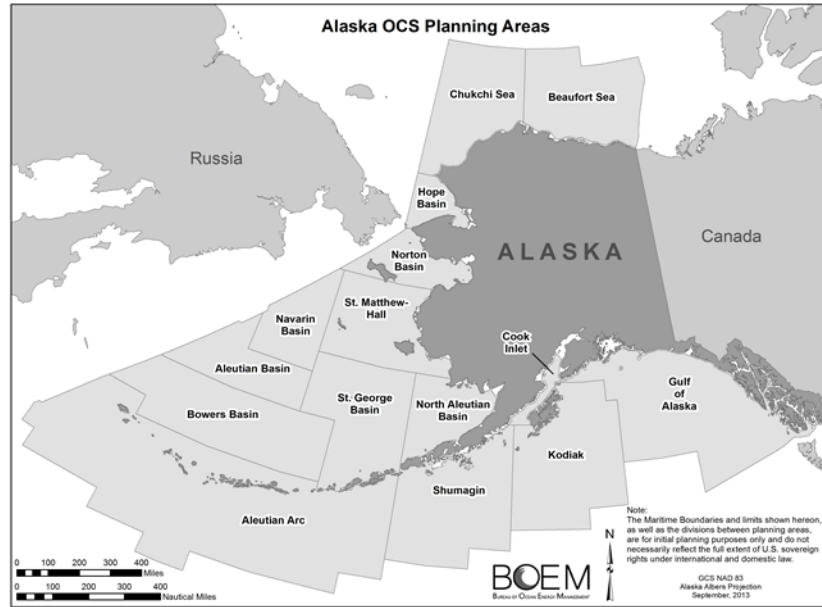 Alaska OCS Planning Areas
Chukchi Sea
Beaufort Sea
Russia
Hope
Basin
ALASKA
Canada
Norton
Basin
St. Matthew-
Hall
Navarin
Basin
Cook
Inlet
Aleutian Basin
St. George
Basin
North Aleutian
Basin
Gulf
of
Alaska
Bowers Basin
Kodiak
Shumagin
Aleutian Arc
Note:
The Maritime Boundaries and limits shown hereon,
as well as the divisions between planning areas,
are for initial planning purposes only and do not
necessarily reflect the full extent of U.S. sovereign
rights under international and domestic law.
N
0 100 200 300 400
Miles
0 100 200 300 400
Nautical Miles
BOEM
BUREAU OF OCEAN ENERGY MANAGEMENT
GCS NAD 83
Alaska Albers Projection
September, 2013